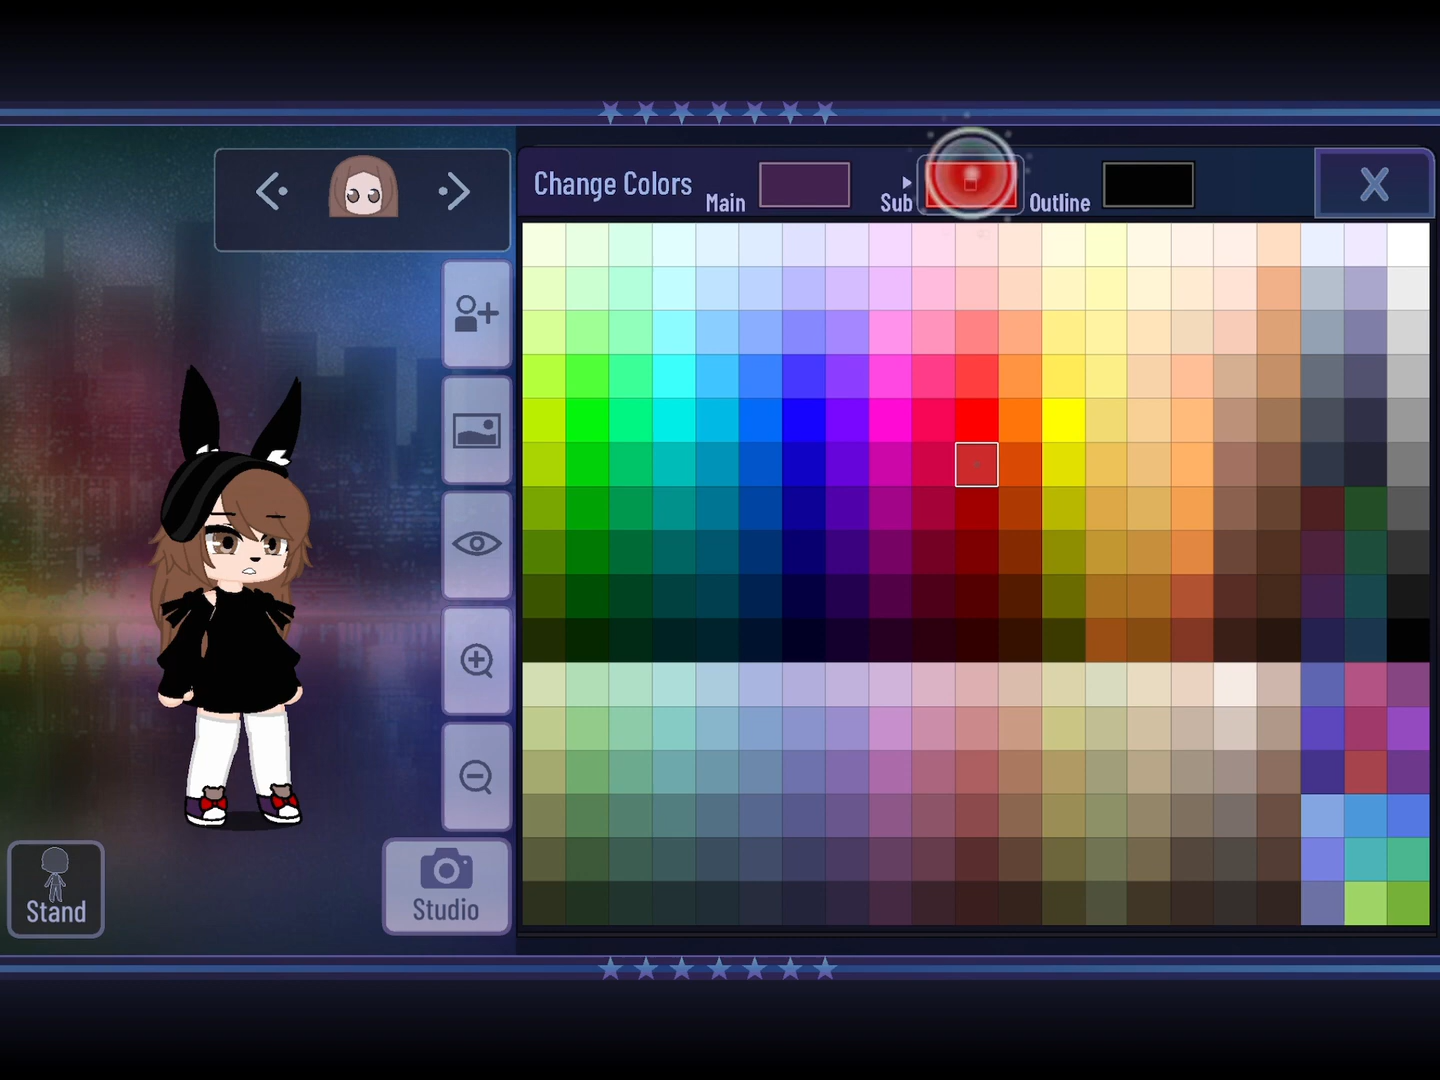 Change Colors
Main
Sub
Outline
X
Stand
Studio